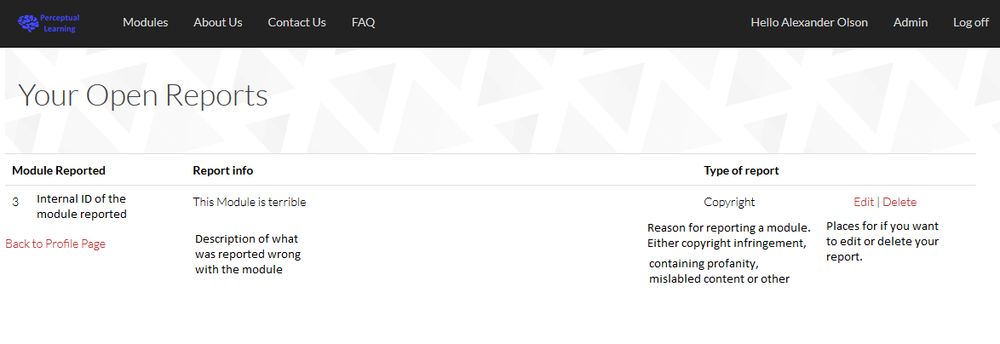 Perceptual
Learning
Modules About Us Contact Us FAQ Hello Alexander Olson Admin Log off
Your Open Reports
Module Reported Report info Type of report
3 This Module is terrible Copyright Edit | Delete
Internal ID of the
module reported
Back to Profile Page
Description of what
was reported wrong
with the module
Reason for reporting a module.
Either copyright infringement,
containing profanity,
mislabled content or other
Places for if you want
to edit or delete your
report.